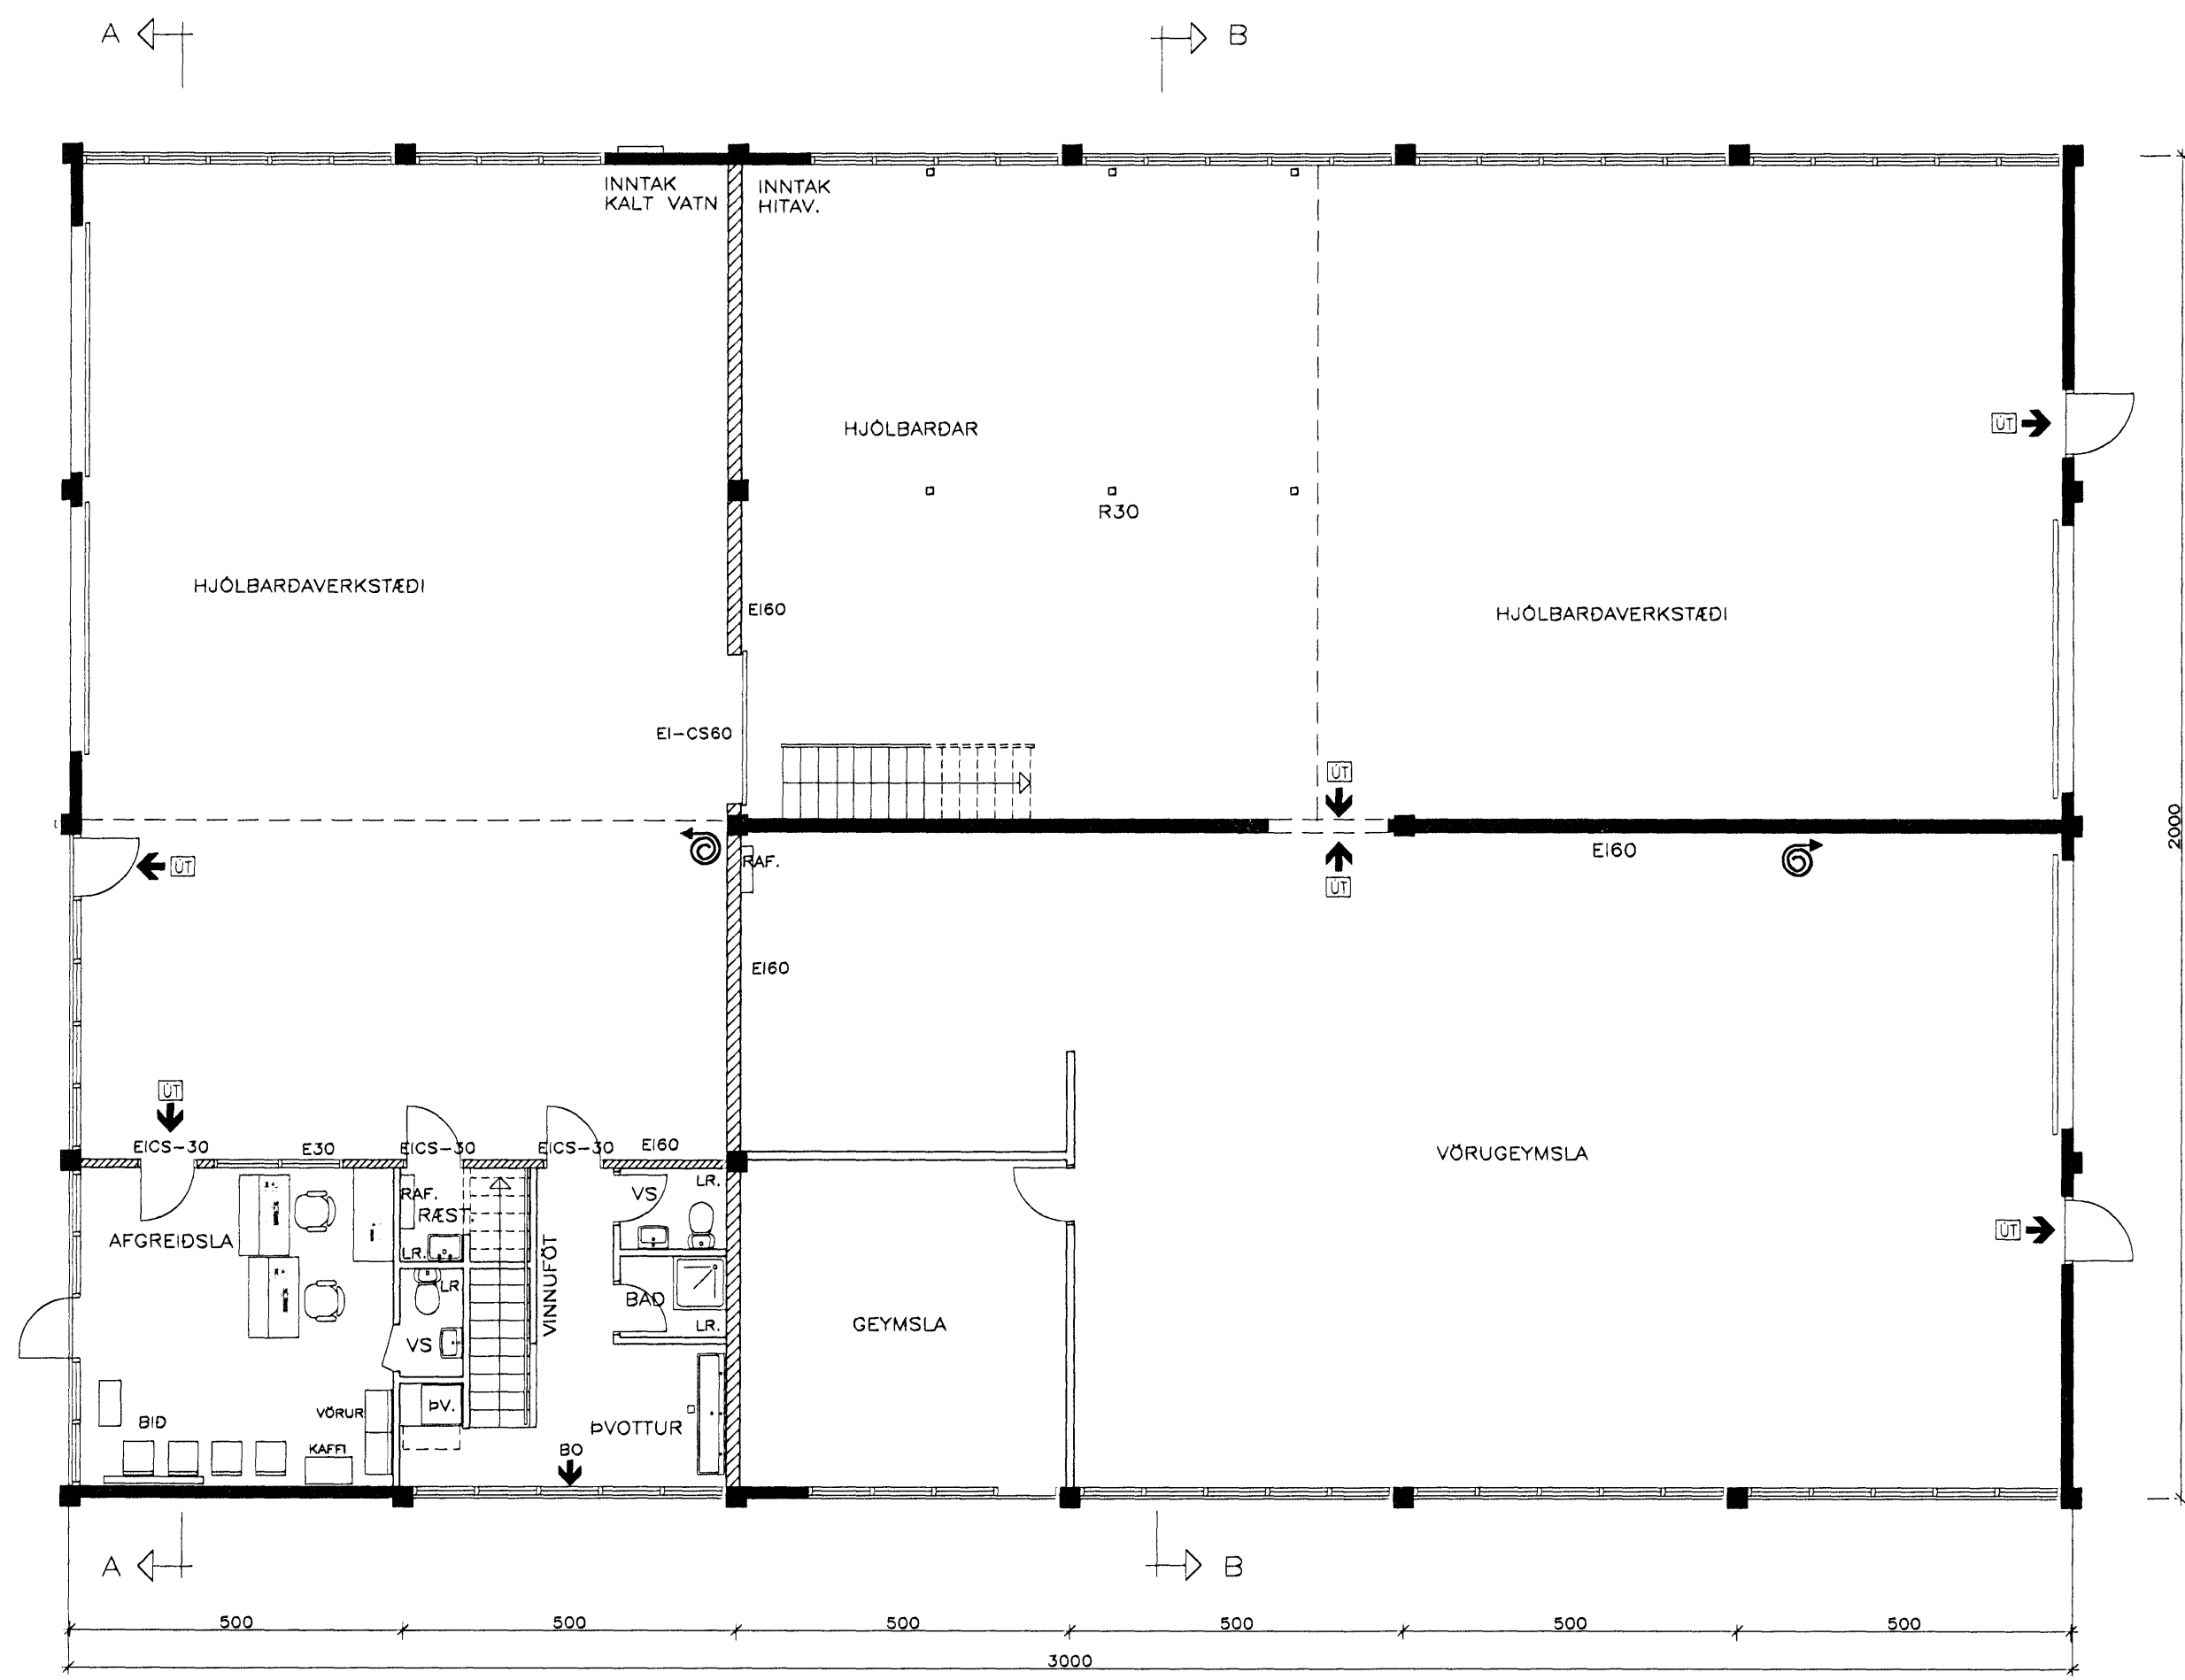 A
B
INNTAK
KALT VATN
INNTAK
HITAV.
HJÓLBARÐAR
ÚT
R30
HJÓLBARÐAVERKSTÆÐI
EI60
HJÓLBARÐAVERKSTÆÐI
EI-CS60
ÚT
2000
RAF.
EI60
ÚT
ÚT
EI60
ÚT
EICS-30
E30
EICS-30
EICS-30
EI60
VÖRUGEYMSLA
RAF.
RÆST.
VS
LR.
AFGREIÐSLA
LR.
VINNUFÖT
ÚT
LR.
BAÐ
LR.
VS
GEYMSLA
ÞV.
VÖRUR
BIÐ
KAFFI
ÞVOTTUR
BO
A
B
500
500
500
500
500
500
3000